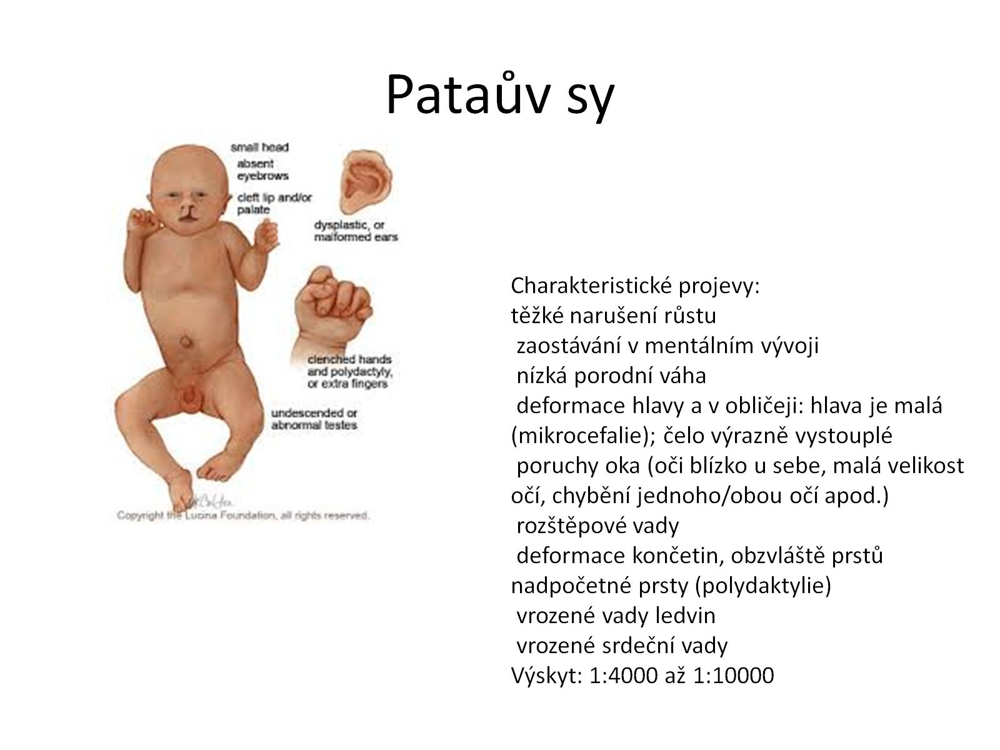 Pataův sy
small head
absent
eyebrows
cleft lip and/or
palate
dysplastic, or
malformed ears
clenched hands
and polydactyly,
or extra fingers
undescended or
abnormal testes
Copyright the Lucina Foundation, all rights reserved.
Charakteristické projevy:
těžké narušení růstu
zaostávání v mentálním vývoji
nízká porodní váha
deformace hlavy a v obličeji: hlava je malá
(mikrocefalie); čelo výrazně vystouplé
poruchy oka (oči blízko u sebe, malá velikost
očí, chybění jednoho/obou očí apod.)
rozštěpové vady
deformace končetin, obzvláště prstů
nadpočetné prsty (polydaktylie)
vrozené vady ledvin
vrozené srdeční vady
Výskyt: 1:4000 až 1:10000